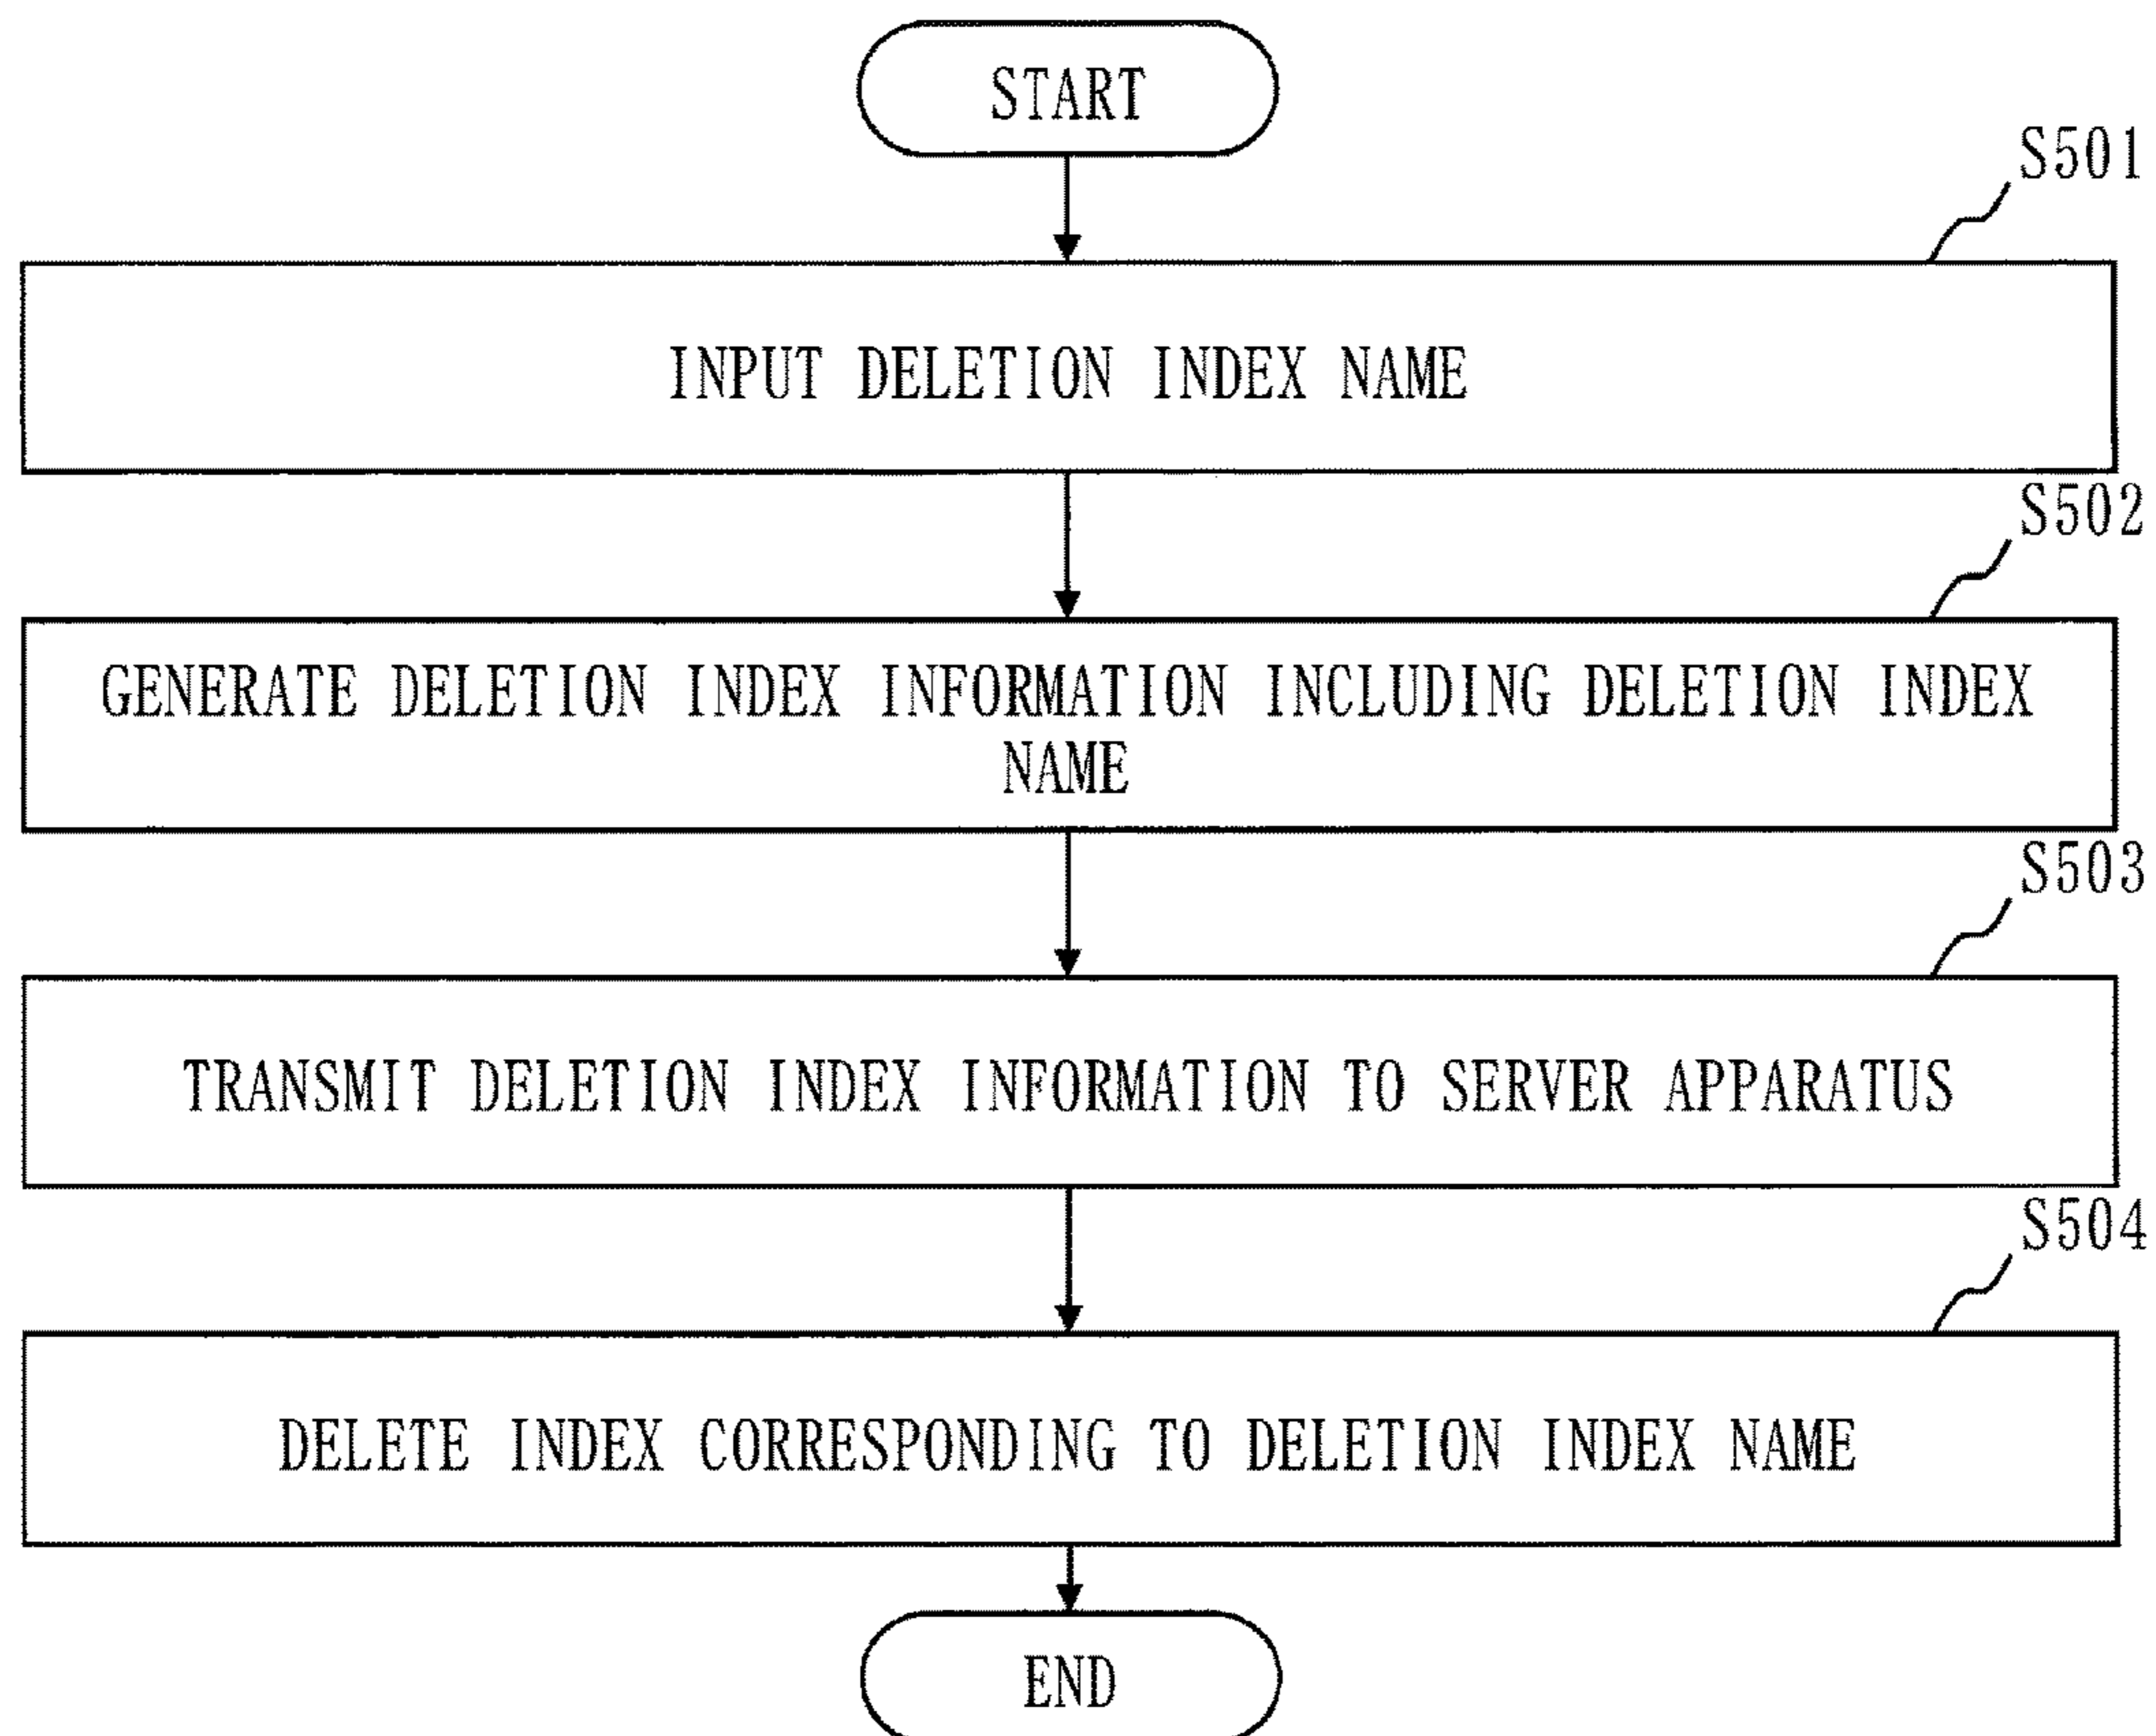 START
S501
INPUT DELETION INDEX NAME
S502
GENERATE DELETION INDEX INFORMATION INCLUDING DELETION INDEX
NAME
S503
TRANSMIT DELETION INDEX INFORMATION TO SERVER APPARATUS
S504
DELETE INDEX CORRESPONDING TO DELETION INDEX NAME
END